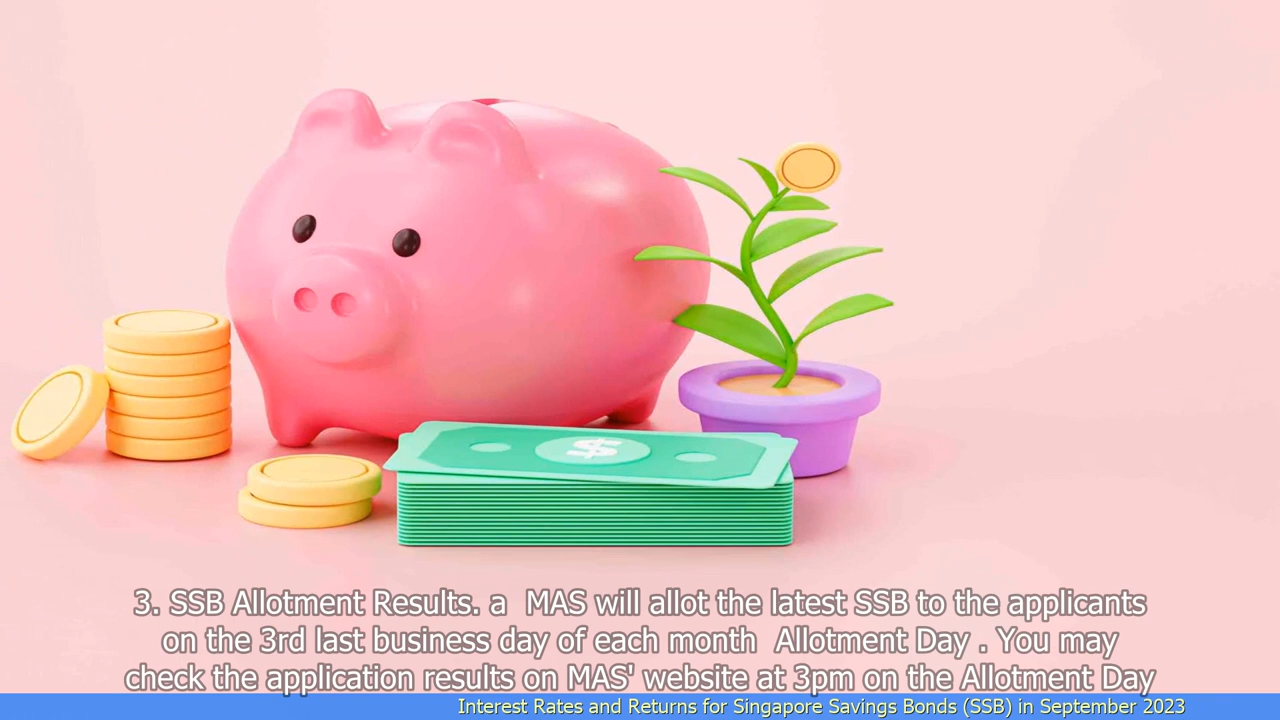 $
3. SSB Allotment Results. a  MAS will allot the latest SSB to the applicants
on the 3rd last business day of each month  Allotment Day . You may
check the application results on MAS' website at 3pm on the Allotment Day
Interest Rates and Returns for Singapore Savings Bonds (SSB) in September 2023